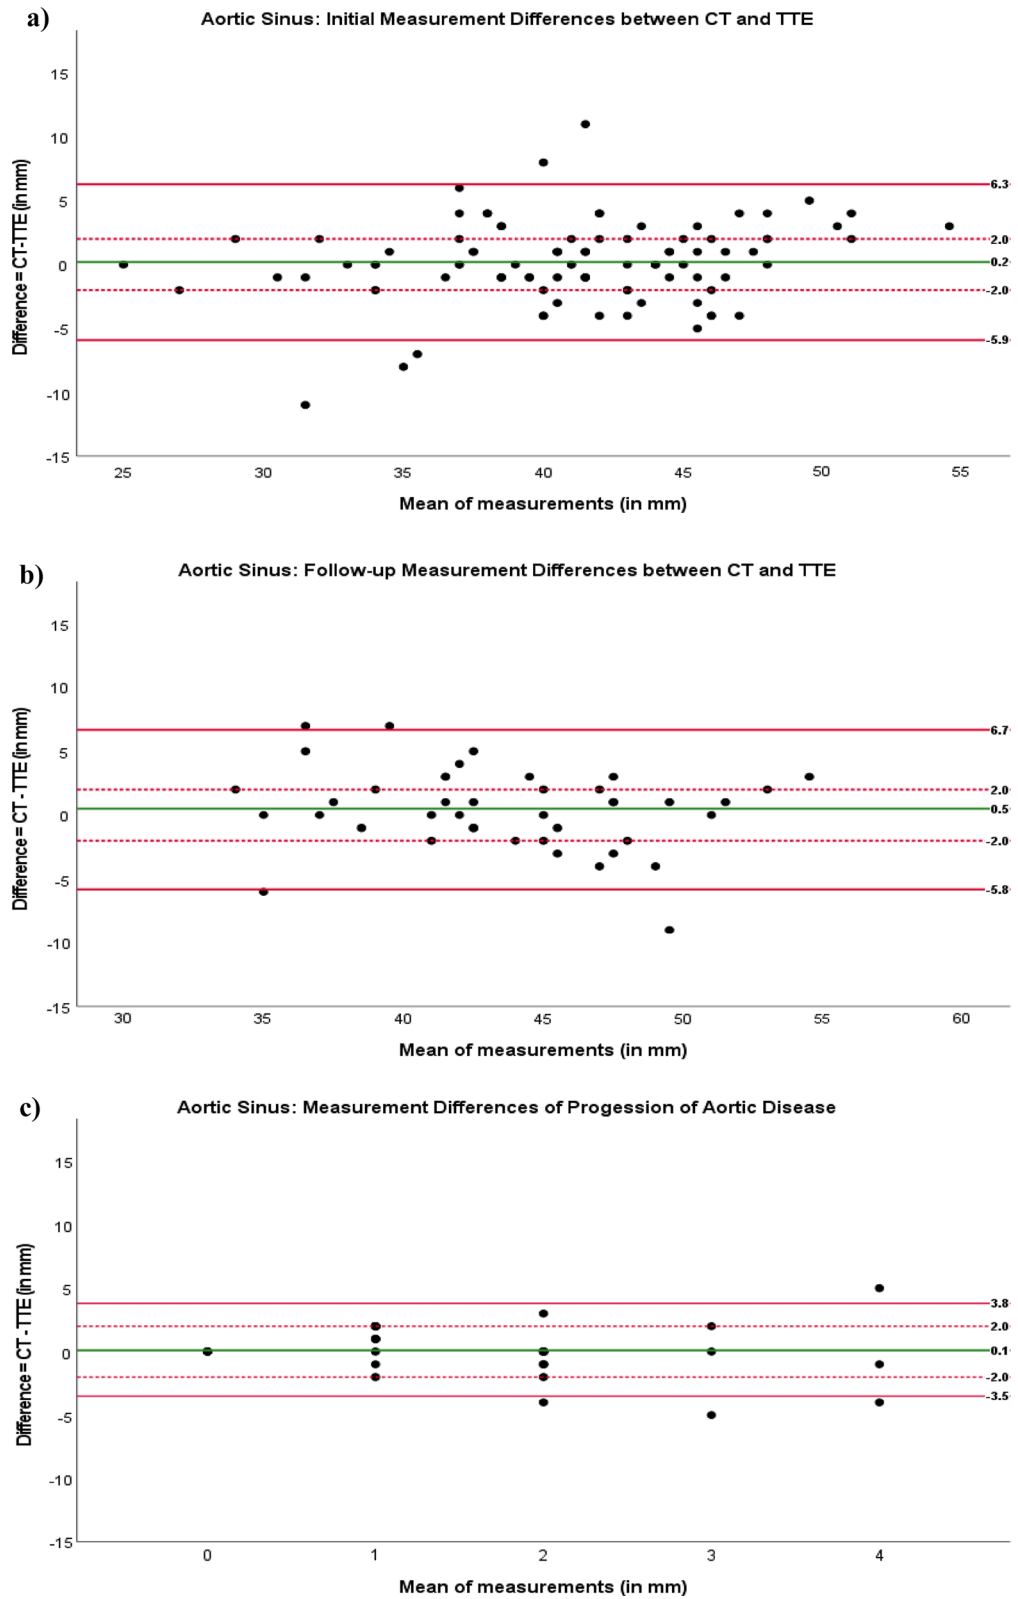 a)
Aortic Sinus: Initial Measurement Differences between CT and TTE
Difference = CT-TTE (in mm)
15
10
5
0
-5
-10
-15
6.3
2.0
0.2
-2.0
-5.9
25 30 35 40 45 50 55
Mean of measurements (in mm)
b)
Aortic Sinus: Follow-up Measurement Differences between CT and TTE
Difference = CT - TTE (in mm)
15
10
5
0
-5
-10
-15
6.7
2.0
0.5
-2.0
-5.8
30 35 40 45 50 55 60
Mean of measurements (in mm)
c)
Aortic Sinus: Measurement Differences of Progession of Aortic Disease
Difference = CT - TTE (in mm)
15
10
5
0
-5
-10
-15
3.8
2.0
0.1
-2.0
-3.5
0 1 2 3 4
Mean of measurements (in mm)